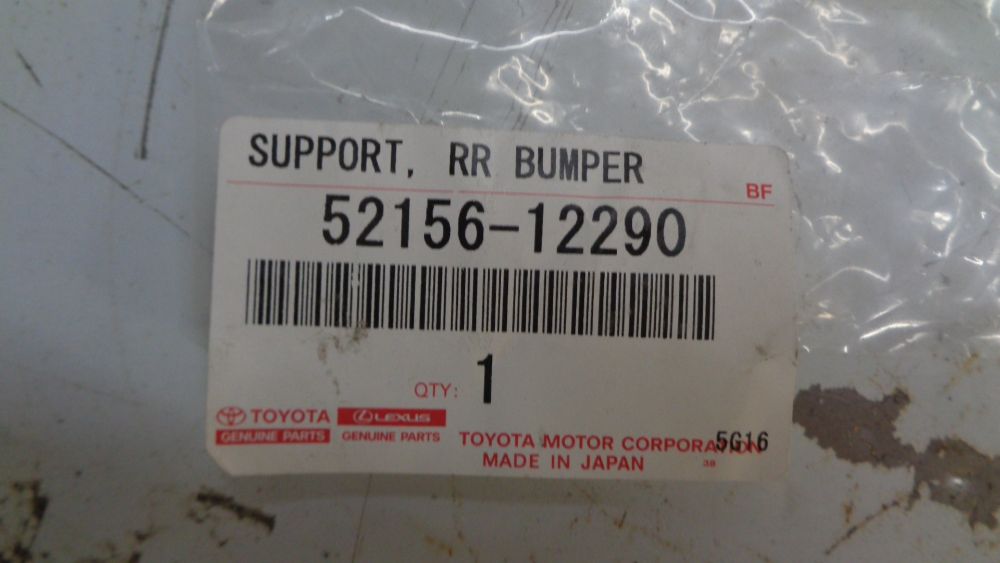 SUPPORT, RR BUMPER
BF
52156-12290
QTY: 1
TOYOTA LEXUS
GENUINE PARTS GENUINE PARTS
TOYOTA MOTOR CORPORATION 5G16
MADE IN JAPAN 38